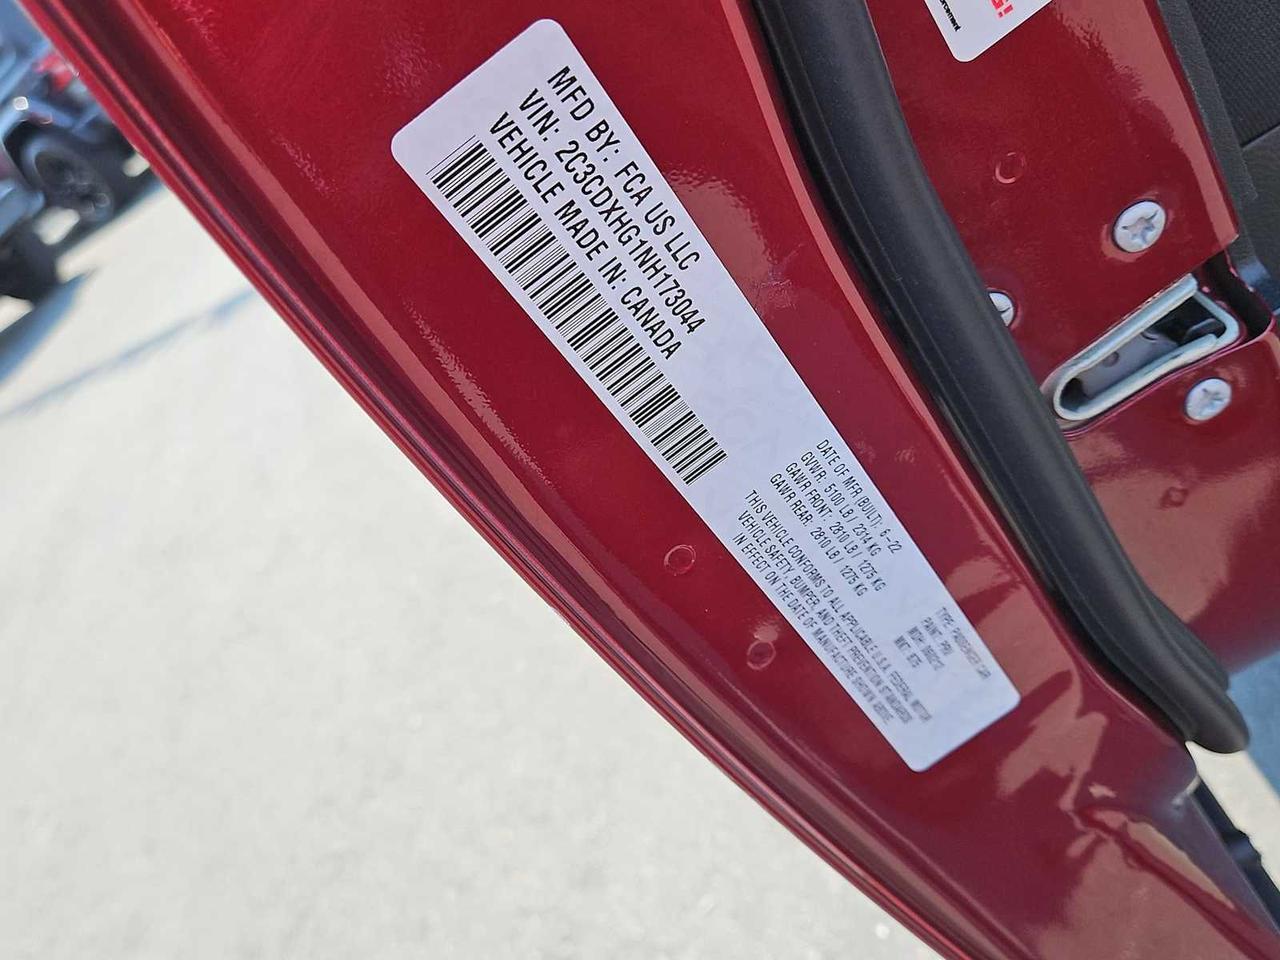 MFD BY: FCA US LLC
VIN: 2C3CDXHG1NH173044
VEHICLE MADE IN: CANADA
DATE OF MFR (BUILT): 6-22
GVWR: 5100 LB / 2314 KG
GAWR FRONT: 2810 LB / 1275 KG
GAWR REAR: 2810 LB / 1275 KG
THIS VEHICLE CONFORMS TO ALL APPLICABLE U.S.A. FEDERAL MOTOR
VEHICLE SAFETY, BUMPER, AND THEFT PREVENTION STANDARDS
IN EFFECT ON THE DATE OF MANUFACTURE SHOWN ABOVE.
TYPE: PASSENGER CAR
PAINT: PRV
MDH: